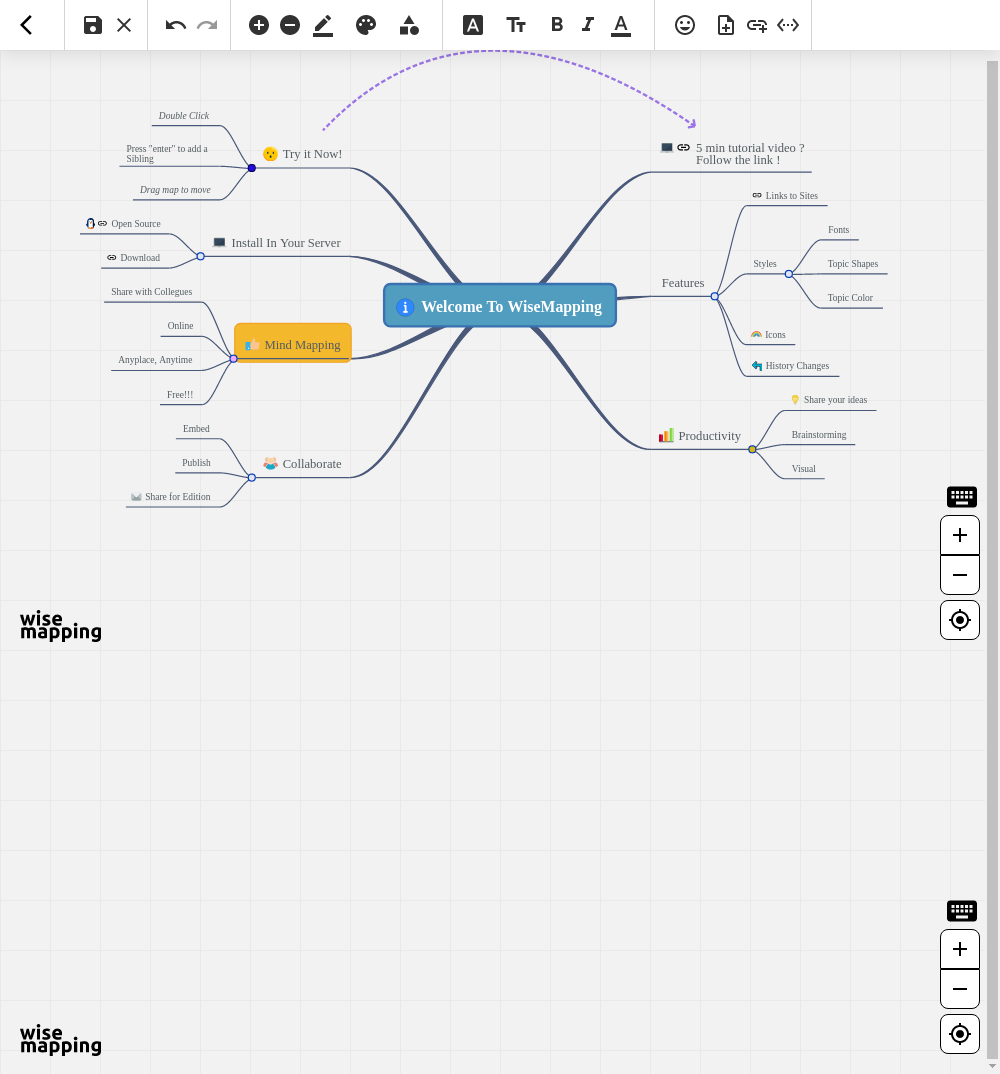 Double Click
Press "enter" to add a
Sibling
Drag map to move
Try it Now!
Open Source
Download
Install In Your Server
Share with Collegues
Online
Anyplace, Anytime
Free!!!
Mind Mapping
Embed
Publish
Share for Edition
Collaborate
Welcome To WiseMapping
5 min tutorial video ?
Follow the link !
Features
Links to Sites
Styles
Fonts
Topic Shapes
Topic Color
Icons
History Changes
Productivity
Share your ideas
Brainstorming
Visual
wise
mapping
wise
mapping